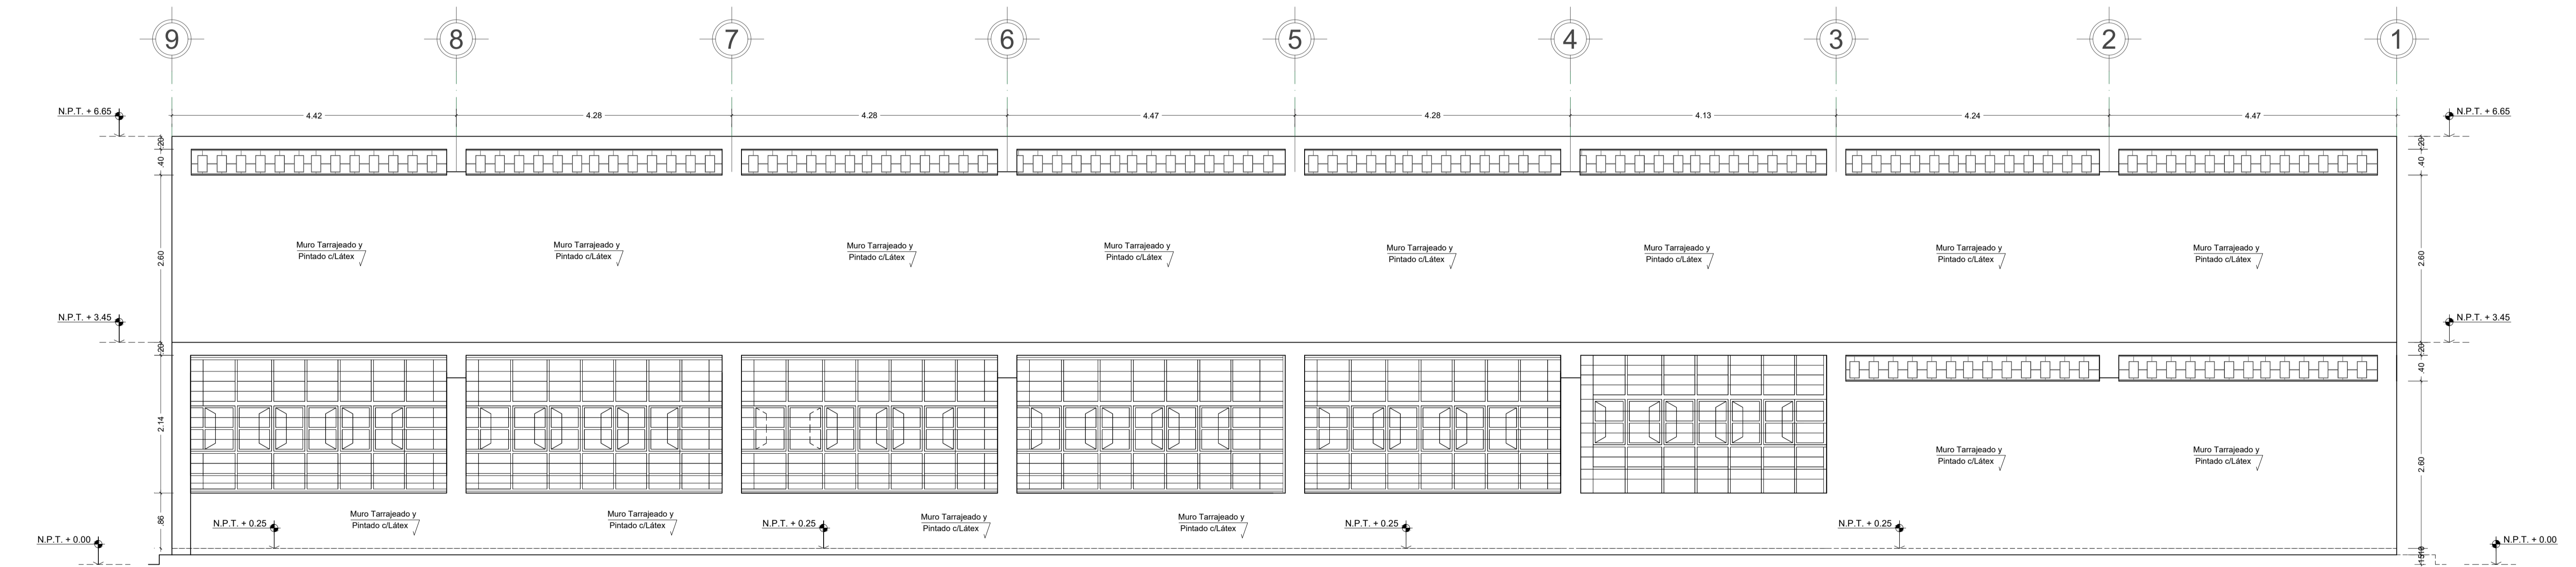 9 8 7 6 5 4 3 2 1
N.P.T. + 6.65 4.42 4.28 4.28 4.47 4.28 4.13 4.24 4.47 N.P.T. + 6.65
.20 .20
.40 .40
Muro Tarrajeado y
Pintado c/Látex
Muro Tarrajeado y
Pintado c/Látex
Muro Tarrajeado y
Pintado c/Látex
Muro Tarrajeado y
Pintado c/Látex
Muro Tarrajeado y
Pintado c/Látex
Muro Tarrajeado y
Pintado c/Látex
Muro Tarrajeado y
Pintado c/Látex
Muro Tarrajeado y
Pintado c/Látex
2.60 2.60
N.P.T. + 3.45 N.P.T. + 3.45
.20 .20
.40
2.14
Muro Tarrajeado y
Pintado c/Látex
Muro Tarrajeado y
Pintado c/Látex
2.60
.86
N.P.T. + 0.25
Muro Tarrajeado y
Pintado c/Látex
Muro Tarrajeado y
Pintado c/Látex
N.P.T. + 0.25
Muro Tarrajeado y
Pintado c/Látex
Muro Tarrajeado y
Pintado c/Látex
N.P.T. + 0.25
N.P.T. + 0.25
N.P.T. + 0.00 N.P.T. + 0.00